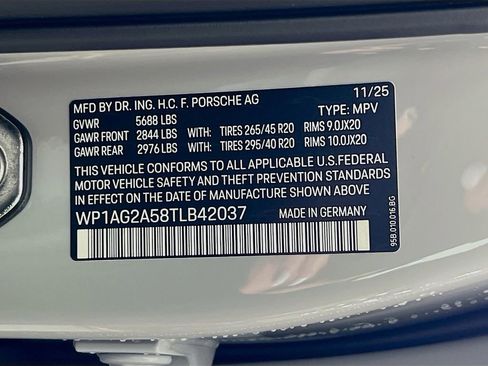 MFD BY DR. ING. H.C. F. PORSCHE AG 11/25
GVWR 5688 LBS TYPE: MPV
GAWR FRONT 2844 LBS WITH: TIRES 265/45 R20 RIMS 9.0JX20
GAWR REAR 2976 LBS WITH: TIRES 295/40 R20 RIMS 10.0JX20
THIS VEHICLE CONFORMS TO ALL APPLICABLE U.S.FEDERAL
MOTOR VEHICLE SAFETY AND THEFT PREVENTION STANDARDS
IN EFFECT ON THE DATE OF MANUFACTURE SHOWN ABOVE.
WP1AG2A58TLB42037 MADE IN GERMANY
95B.010.016.BG